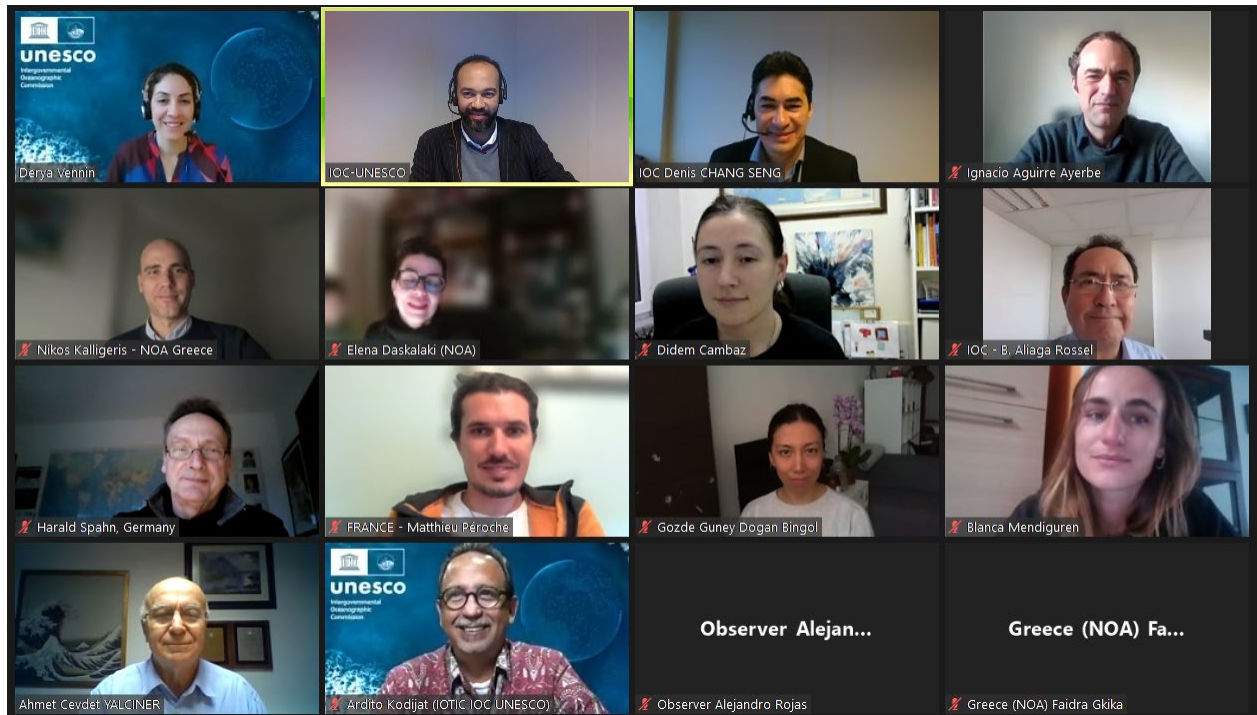 unesco
Intergovernmental
Oceanographic
Commission
Derya Vennin
IOC-UNESCO
IOC Denis CHANG SENG
Ignacio Aguirre Ayerbe
Nikos Kalligeris - NOA Greece
Elena Daskalaki (NOA)
Didem Cambaz
IOC - B. Aliaga Rossel
Harald Spahn, Germany
FRANCE - Matthieu Péroche
Gozde Guney Dogan Bingol
Blanca Mendiguren
Ahmet Cevdet YALCINER
unesco
Intergovernmental
Oceanographic
Commission
Ardito Kodijat (IOTIC IOC UNESCO)
Observer Alejan...
Observer Alejandro Rojas
Greece (NOA) Fa...
Greece (NOA) Faidra Gkika